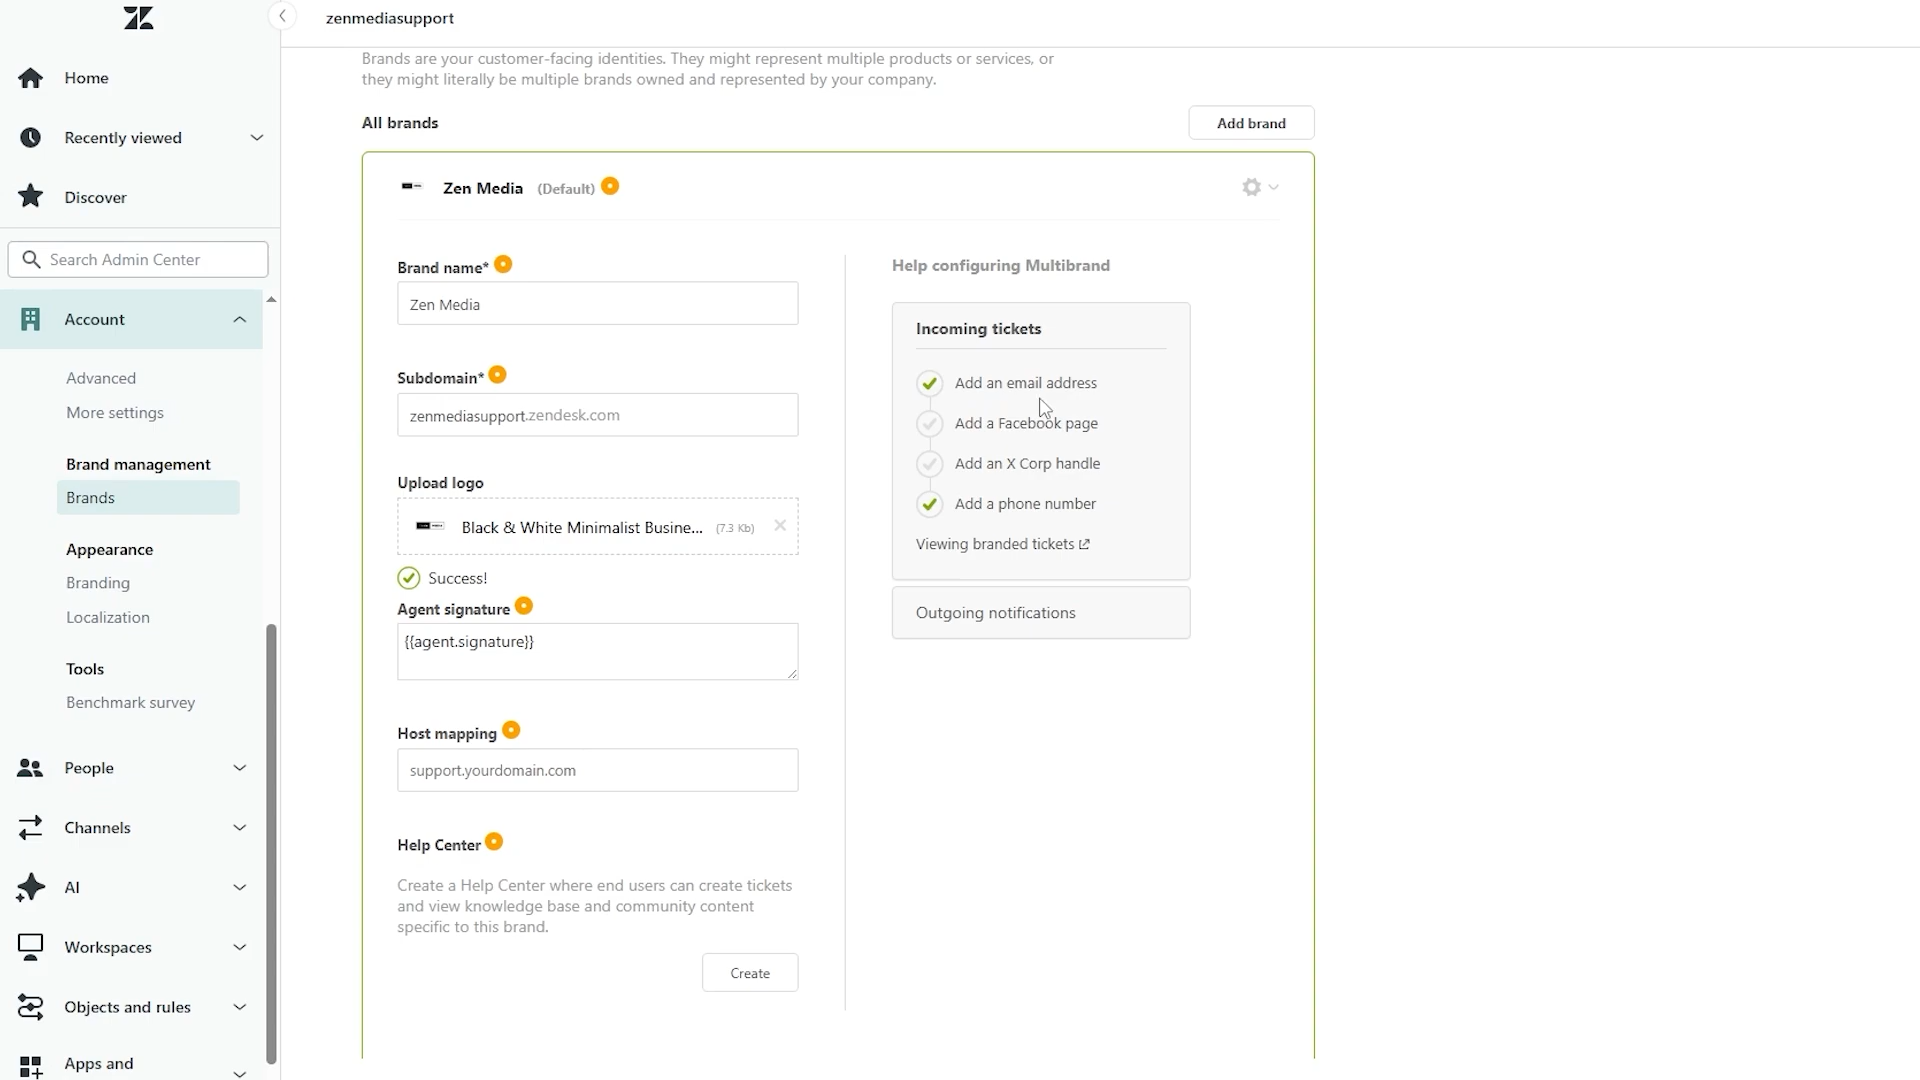 zenmediasupport
Home
Recently viewed
Discover
Search Admin Center
Account
Advanced
More settings
Brand management
Brands
Appearance
Branding
Localization
Tools
Benchmark survey
People
Channels
AI
Workspaces
Objects and rules
Apps and
Brands are your customer-facing identities. They might represent multiple products or services, or
they might literally be multiple brands owned and represented by your company.
All brands
Add brand
Zen Media (Default)
Brand name*
Zen Media
Subdomain*
zenmediasupport.zendesk.com
Upload logo
Black & White Minimalist Busine... (7.3 Kb)
Success!
Agent signature
{{agent.signature}}
Host mapping
support.yourdomain.com
Help Center
Create a Help Center where end users can create tickets
and view knowledge base and community content
specific to this brand.
Create
Help configuring Multibrand
Incoming tickets
Add an email address
Add a Facebook page
Add an X Corp handle
Add a phone number
Viewing branded tickets
Outgoing notifications